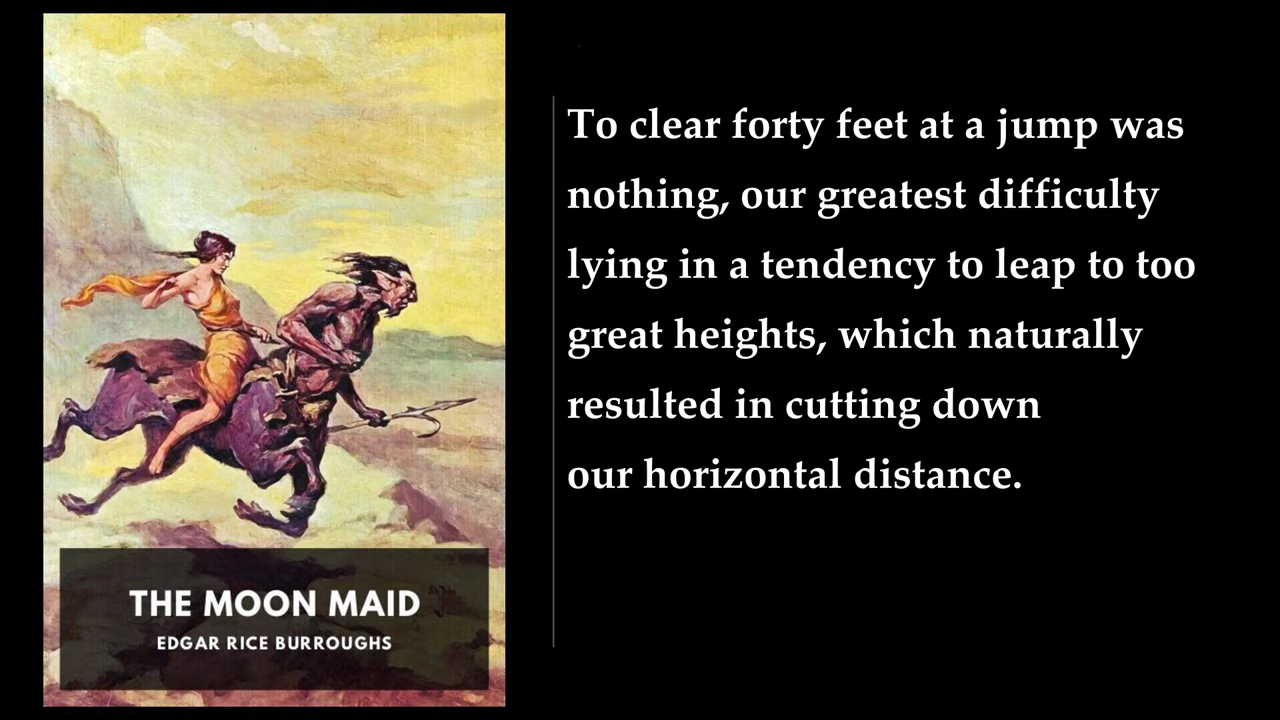 To clear forty feet at a jump was
nothing, our greatest difficulty
lying in a tendency to leap to too
great heights, which naturally
resulted in cutting down
our horizontal distance.
THE MOON MAID
EDGAR RICE BURROUGHS